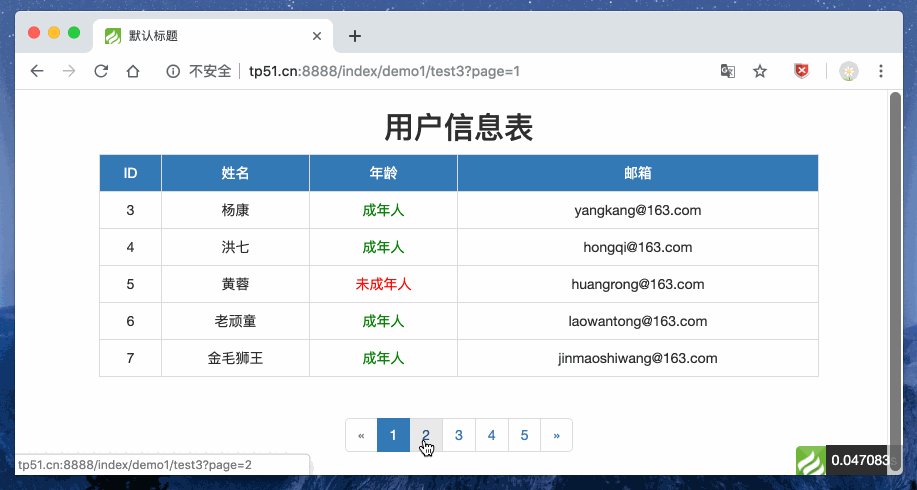 默认标题
不安全 tp51.cn:8888/index/demo1/test3?page=1
用户信息表
ID 姓名 年龄 邮箱
3 杨康 成年人 yangkang@163.com
4 洪七 成年人 hongqi@163.com
5 黄蓉 未成年人 huangrong@163.com
6 老顽童 成年人 laowantong@163.com
7 金毛狮王 成年人 jinmaoshiwang@163.com
« 1 2 3 4 5 »
tp51.cn:8888/index/demo1/test3?page=2
0.047083s